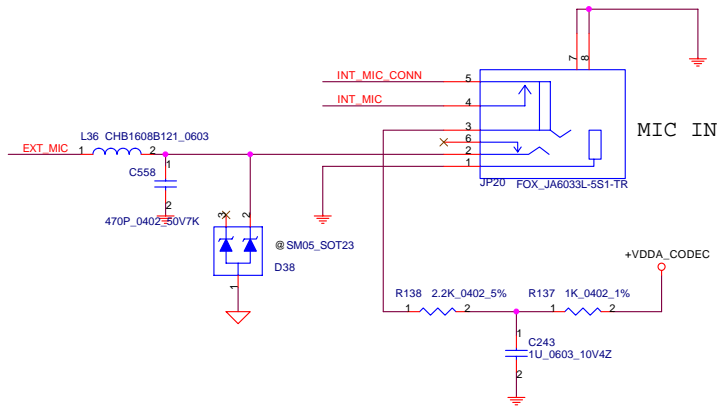 7 8
INT_MIC_CONN 5
INT_MIC 4
3
6
MIC IN
L36 CHB1608B121_0603
EXT_MIC 1 2 2
1
C558 1
JP20 FOX_JA6033L-5S1-TR
2
470P_0402_50V7K
3 2
@SM05_SOT23
+VDDA_CODEC
D38
1
R138 2.2K_0402_5% R137 1K_0402_1%
1 2 1 2
1
C243
1U_0603_10V4Z
2